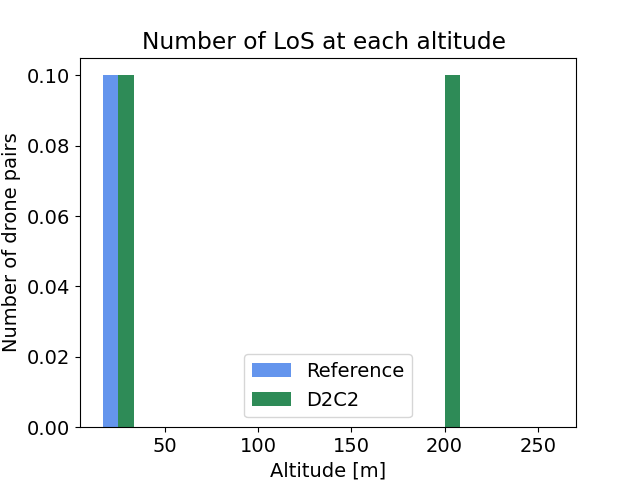 Number of LoS at each altitude
Number of drone pairs
0.10
0.08
0.06
0.04
0.02
0.00
Reference
D2C2
50 100 150 200 250
Altitude [m]